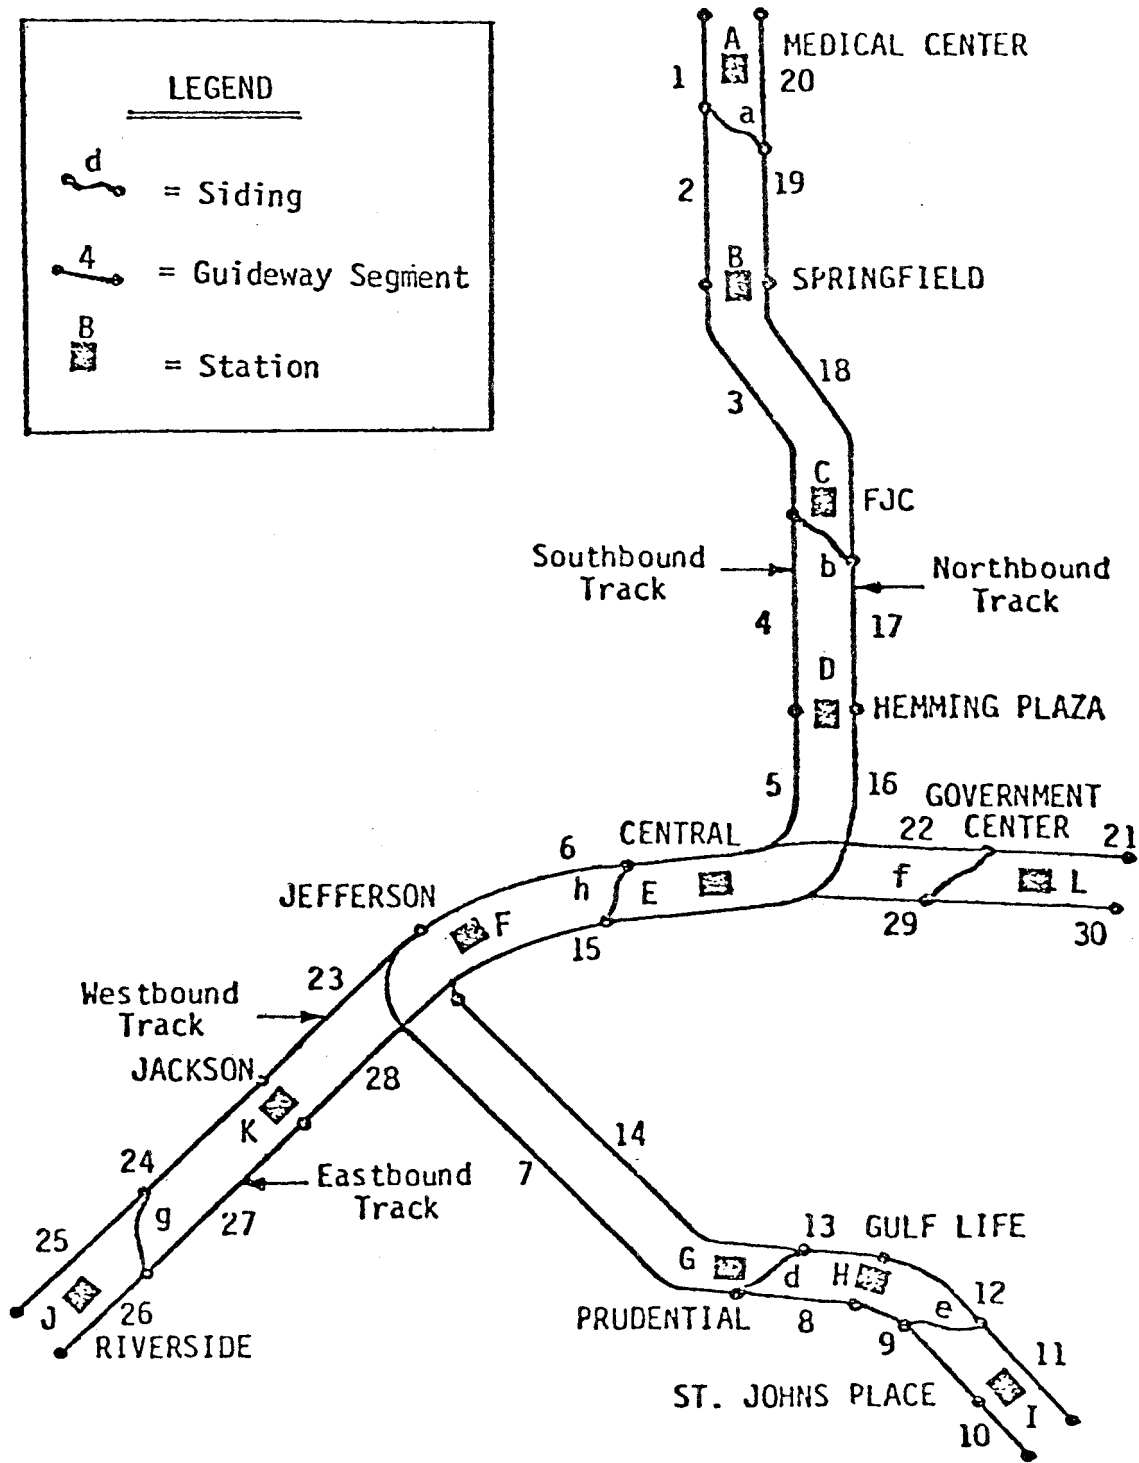 LEGEND
d
= Siding
4
= Guideway Segment
B
= Station
A
MEDICAL CENTER
1
20
a
2
19
B
SPRINGFIELD
18
3
C
FJC
Southbound
Track
b
Northbound
Track
4
17
D
HEMMING PLAZA
5
16
GOVERNMENT
CENTER
22
21
CENTRAL
6
h
E
f
L
JEFFERSON
F
15
29
30
23
Westbound
Track
JACKSON
28
K
14
7
24
g
Eastbound
Track
27
25
13
GULF LIFE
G
d
H
J
26
PRUDENTIAL
8
e
12
RIVERSIDE
9
11
ST. JOHNS PLACE
I
10